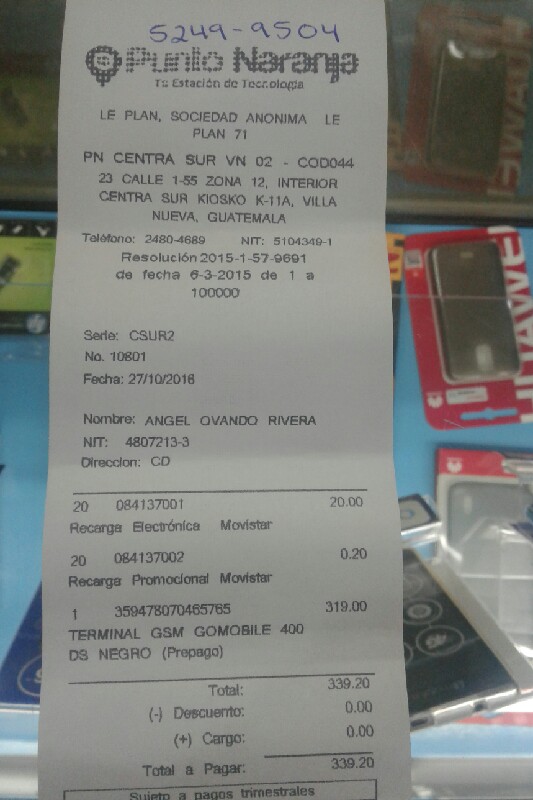 5249-9504
Punto Naranja
Tu Estación de Tecnología
LE PLAN, SOCIEDAD ANONIMA LE
PLAN 71
PN CENTRA SUR VN 02 - COD044
23 CALLE 1-55 ZONA 12, INTERIOR
CENTRA SUR KIOSKO K-11A, VILLA
NUEVA, GUATEMALA
Teléfono: 2480-4689 NIT: 5104349-1
Resolución 2015-1-57-9691
de fecha 6-3-2015 de 1 a
100000
Serie: CSUR2
No. 10801
Fecha: 27/10/2016
Nombre: ANGEL OVANDO RIVERA
NIT: 4807213-3
Direccion: CD
20 084137001 20.00
Recarga Electrónica Movistar
20 084137002 0.20
Recarga Promocional Movistar
1 359478070465765 319.00
TERMINAL GSM GOMOBILE 400
DS NEGRO (Prepago)
Total: 339.20
(-) Descuento: 0.00
(+) Cargo: 0.00
Total a Pagar: 339.20
Sujeto a pagos trimestrales
HUAWEI